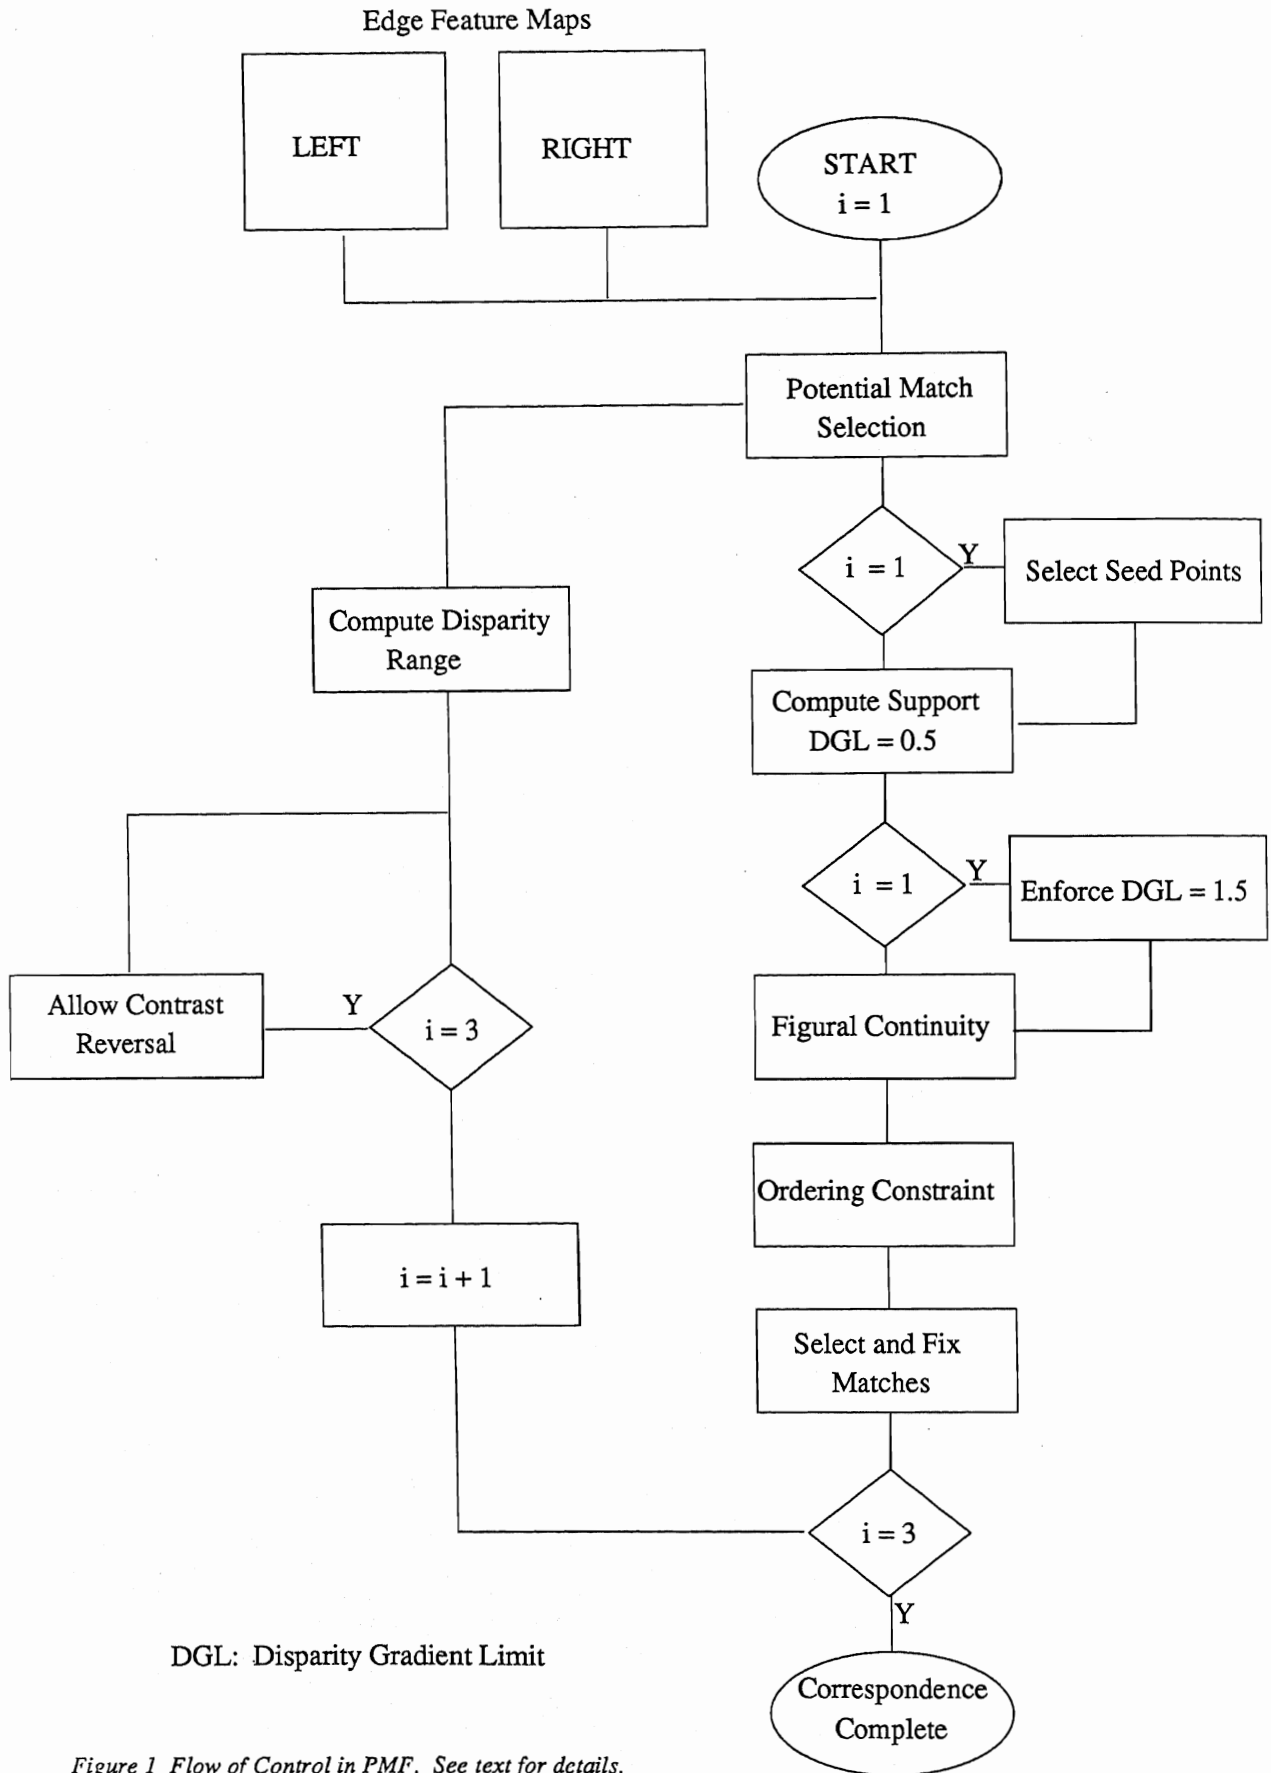 Edge Feature Maps
LEFT
RIGHT
START
i = 1
Potential Match
Selection
i = 1
Y
Select Seed Points
Compute Disparity
Range
Compute Support
DGL = 0.5
i = 1
Y
Enforce DGL = 1.5
Allow Contrast
Reversal
Y
i = 3
Figural Continuity
Ordering Constraint
i = i + 1
Select and Fix
Matches
i = 3
Y
DGL: Disparity Gradient Limit
Correspondence
Complete
Figure 1 Flow of Control in PMF. See text for details.